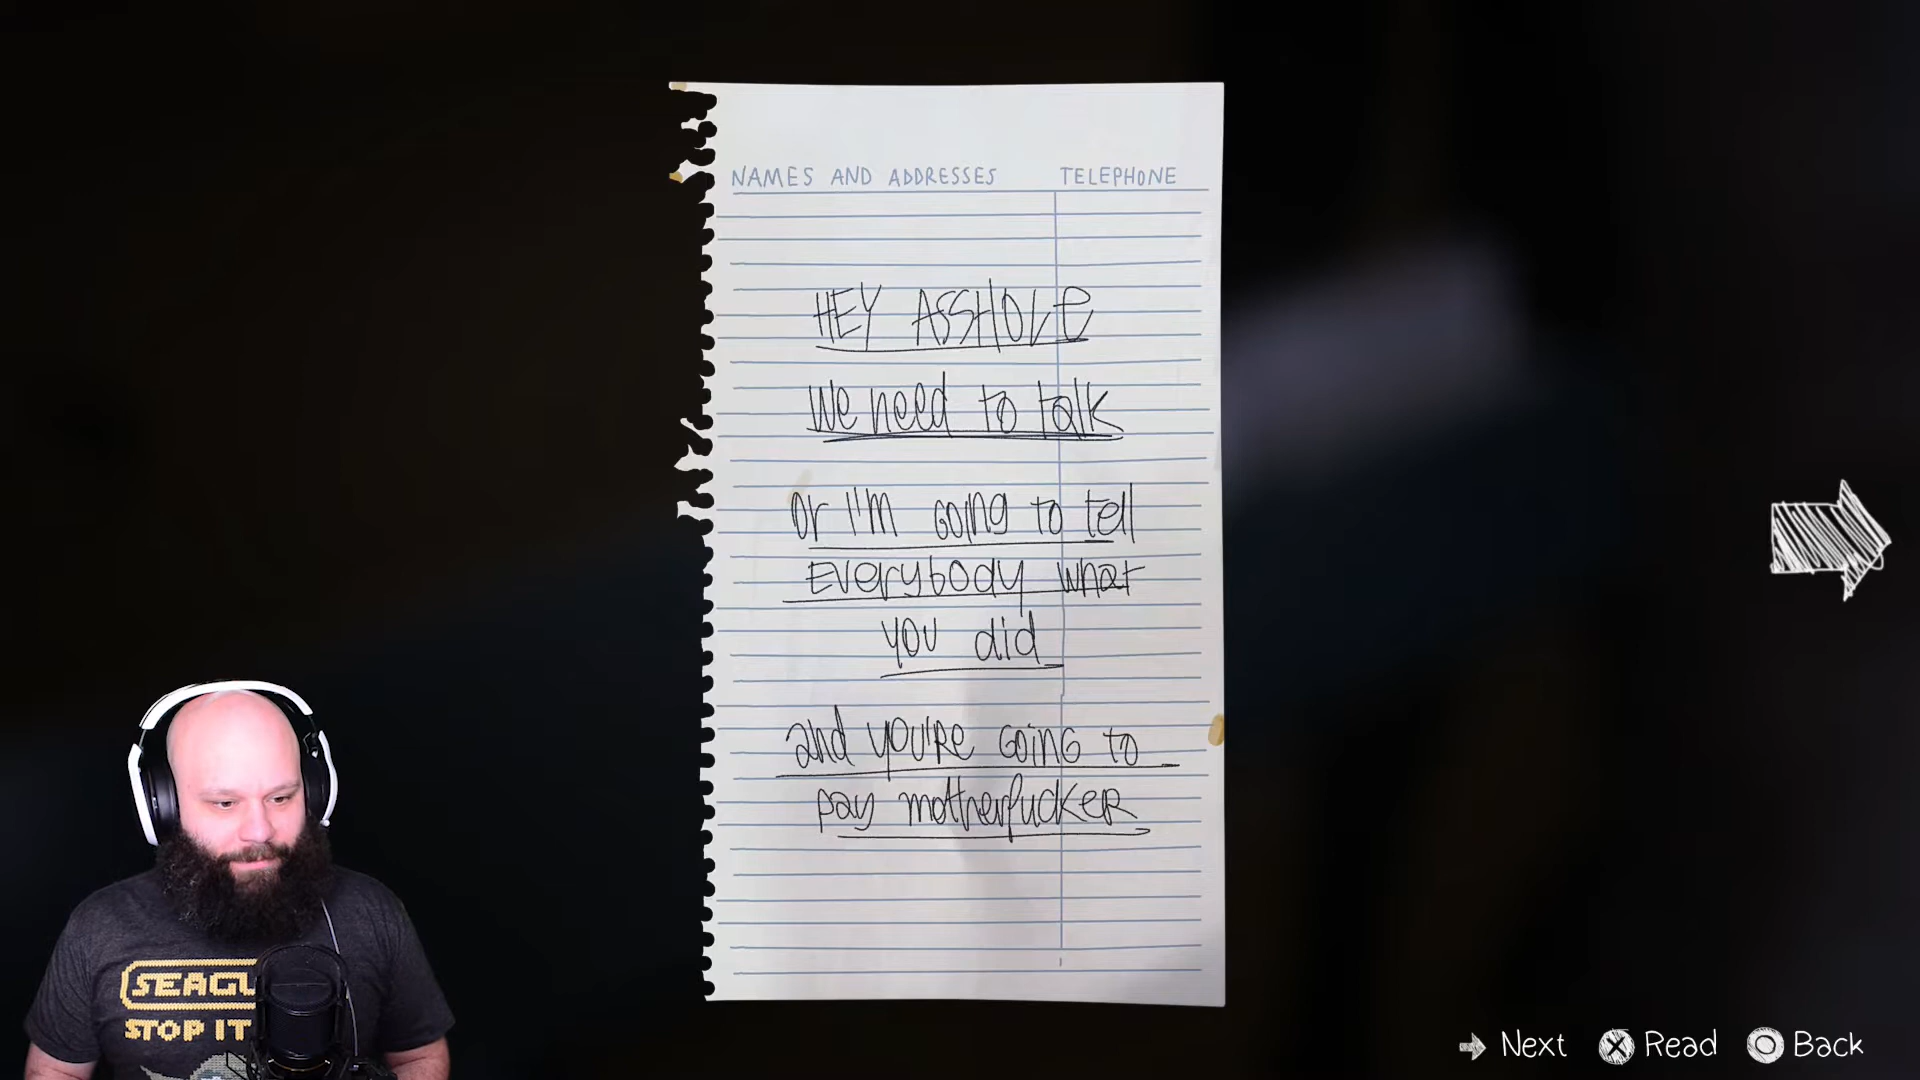 NAMES AND ADDRESSES TELEPHONE
HEY ASSHOLE
We need to talk
or I'm going to tell
Everybody what
you did
and you're going to
pay motherfucker
STOP IT
Next Read Back